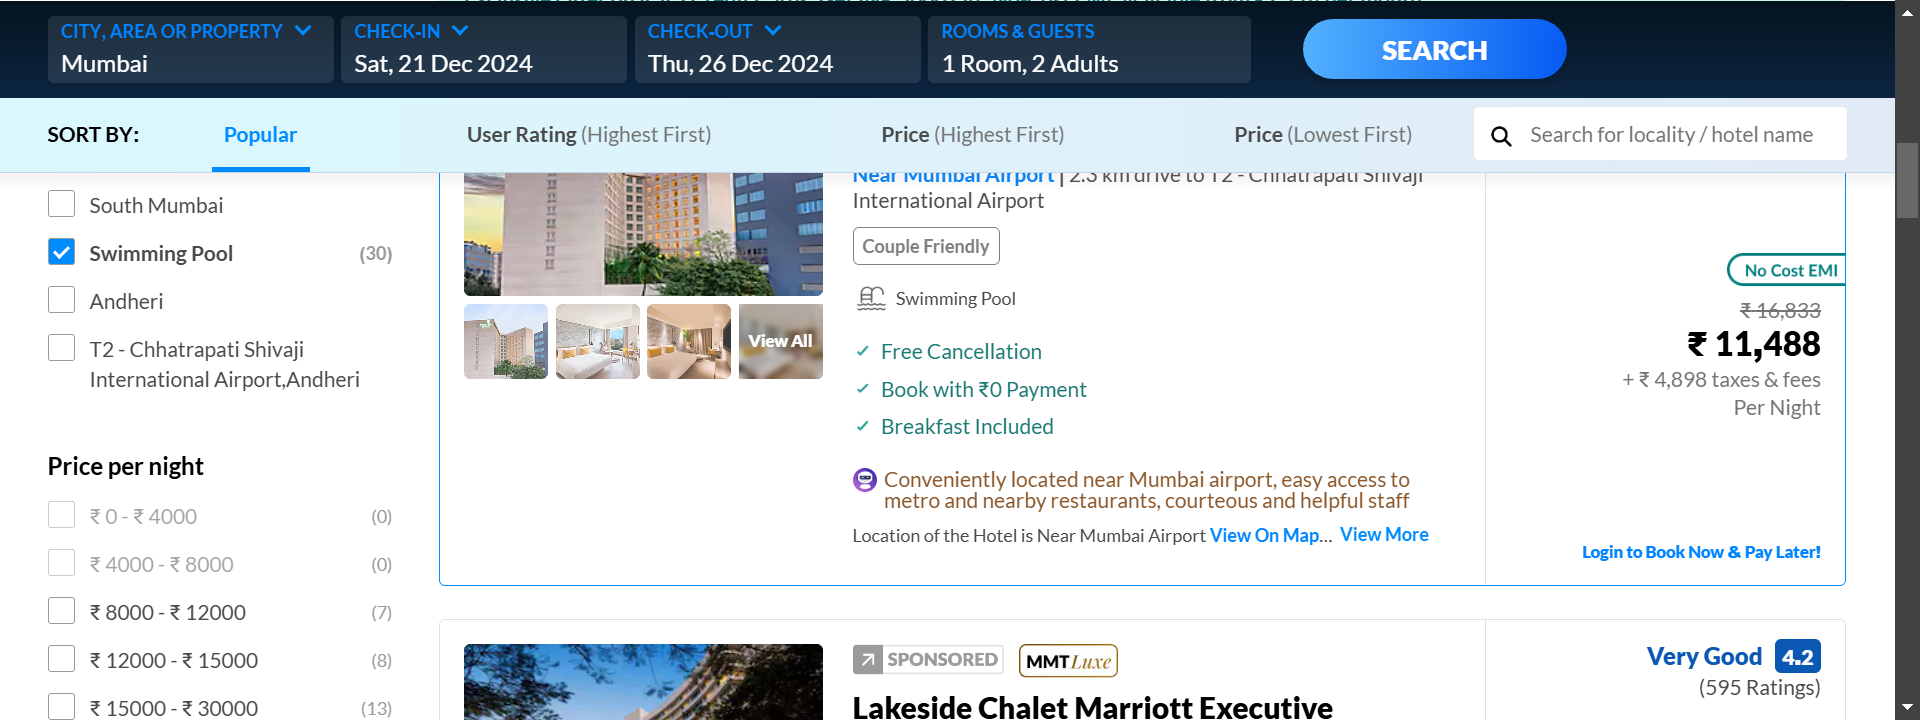 CITY, AREA OR PROPERTY
Mumbai
CHECK-IN
Sat, 21 Dec 2024
CHECK-OUT
Thu, 26 Dec 2024
ROOMS & GUESTS
1 Room, 2 Adults
SEARCH
SORT BY:
Popular
User Rating (Highest First)
Price (Highest First)
Price (Lowest First)
Search for locality / hotel name
South Mumbai
Swimming Pool (30)
Andheri
T2 - Chhatrapati Shivaji
International Airport,Andheri
Price per night
₹ 0 - ₹ 4000 (0)
₹ 4000 - ₹ 8000 (0)
₹ 8000 - ₹ 12000 (7)
₹ 12000 - ₹ 15000 (8)
₹ 15000 - ₹ 30000 (13)
View All
Near Mumbai Airport | 2.3 km drive to T2 - Chhatrapati Shivaji
International Airport
Couple Friendly
Swimming Pool
Free Cancellation
Book with ₹0 Payment
Breakfast Included
Conveniently located near Mumbai airport, easy access to
metro and nearby restaurants, courteous and helpful staff
Location of the Hotel is Near Mumbai Airport View On Map... View More
No Cost EMI
₹ 16,833
₹ 11,488
+ ₹ 4,898 taxes & fees
Per Night
Login to Book Now & Pay Later!
SPONSORED
MMT Luxe
Lakeside Chalet Marriott Executive
Very Good 4.2
(595 Ratings)